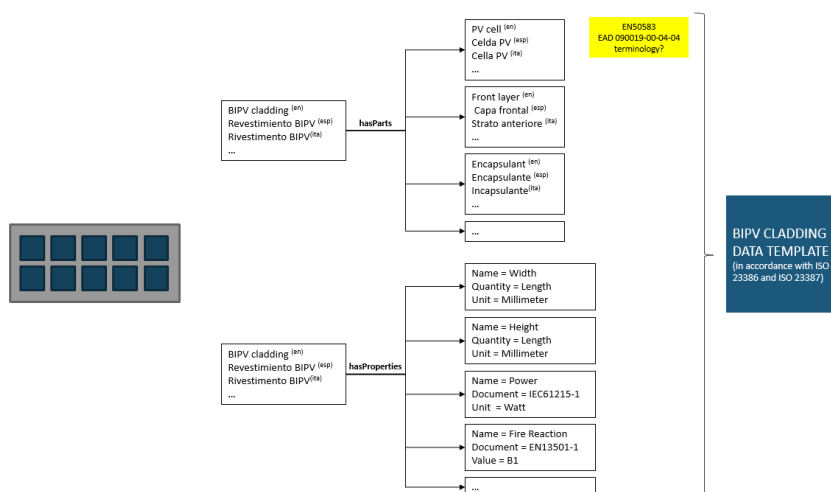 PV cell (en)
Celda PV (esp)
Cella PV (ita)
...
EN50583
EAD 090019-00-04-04
terminology?
Front layer (en)
Capa frontal (esp)
Strato anteriore (ita)
...
BIPV cladding (en)
Revestimiento BIPV (esp)
Rivestimento BIPV(ita)
...
hasParts
Encapsulant (en)
Encapsulante (esp)
Incapsulante(ita)
...
...
BIPV CLADDING
DATA TEMPLATE
(in accordance with ISO
23386 and ISO 23387)
Name = Width
Quantity = Length
Unit = Millimeter
Name = Height
Quantity = Length
Unit = Millimeter
BIPV cladding (en)
Revestimiento BIPV (esp)
Rivestimento BIPV(ita)
...
hasProperties
Name = Power
Document = IEC61215-1
Unit = Watt
Name = Fire Reaction
Document = EN13501-1
Value = B1
...